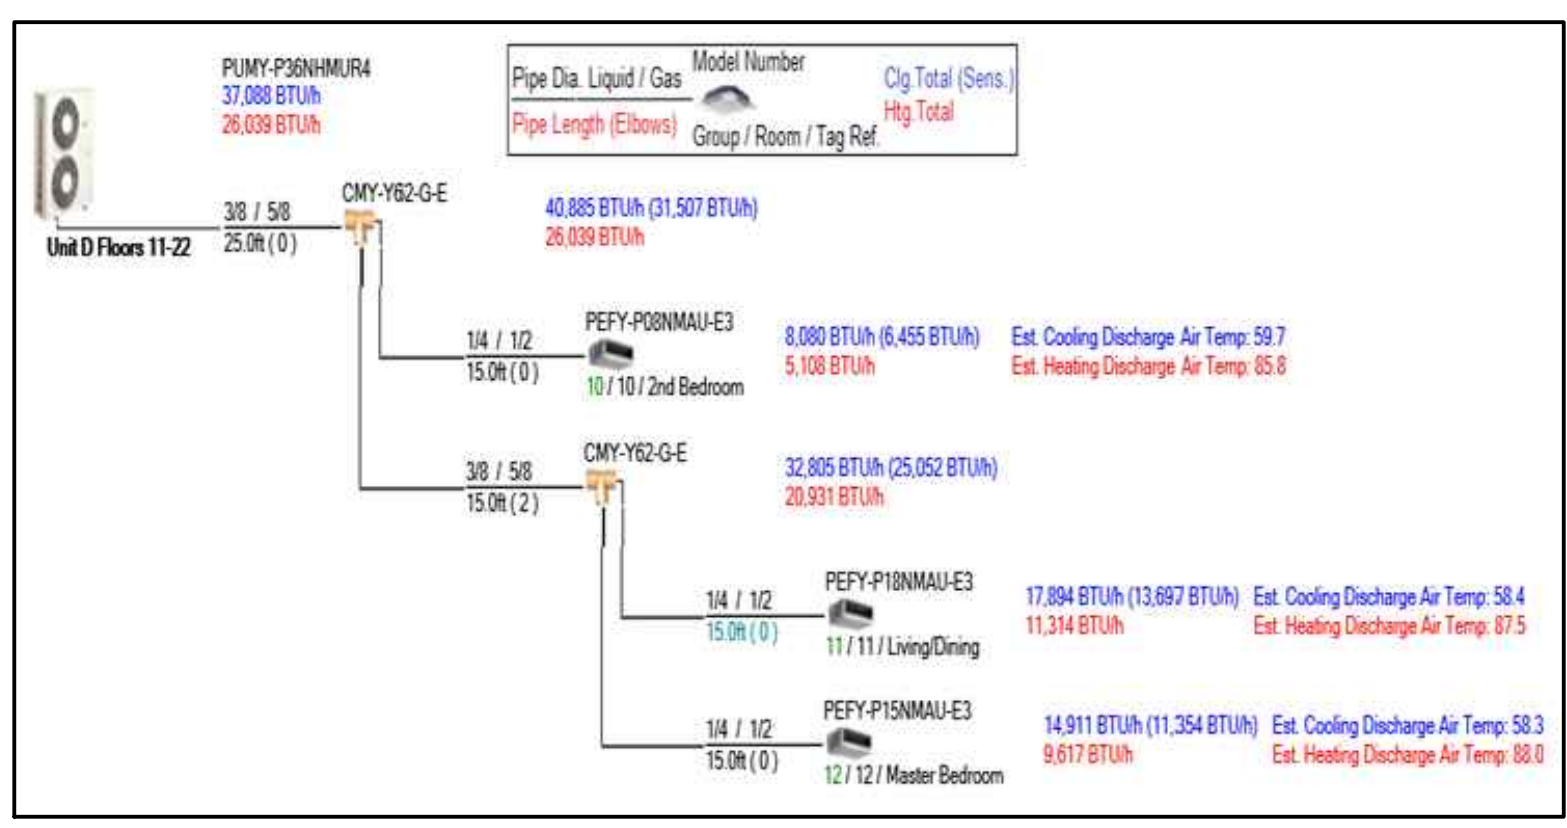 PUMY-P36NHMUR4
37,088 BTU/h
26,039 BTU/h
Pipe Dia. Liquid / Gas
Pipe Length (Elbows)
Model Number
Group / Room / Tag Ref.
Clg.Total (Sens.)
Htg.Total
Unit D Floors 11-22
3/8 / 5/8
25.0ft ( 0 )
CMY-Y62-G-E
40,885 BTU/h (31,507 BTU/h)
26,039 BTU/h
1/4 / 1/2
15.0ft ( 0 )
PEFY-P08NMAU-E3
10 / 10 / 2nd Bedroom
8,080 BTU/h (6,455 BTU/h)
5,108 BTU/h
Est. Cooling Discharge Air Temp: 59.7
Est. Heating Discharge Air Temp: 85.8
3/8 / 5/8
15.0ft ( 2 )
CMY-Y62-G-E
32,805 BTU/h (25,052 BTU/h)
20,931 BTU/h
1/4 / 1/2
15.0ft ( 0 )
PEFY-P18NMAU-E3
11 / 11 / Living/Dining
17,894 BTU/h (13,697 BTU/h)
11,314 BTU/h
Est. Cooling Discharge Air Temp: 58.4
Est. Heating Discharge Air Temp: 87.5
1/4 / 1/2
15.0ft ( 0 )
PEFY-P15NMAU-E3
12 / 12 / Master Bedroom
14,911 BTU/h (11,354 BTU/h)
9,617 BTU/h
Est. Cooling Discharge Air Temp: 58.3
Est. Heating Discharge Air Temp: 88.0